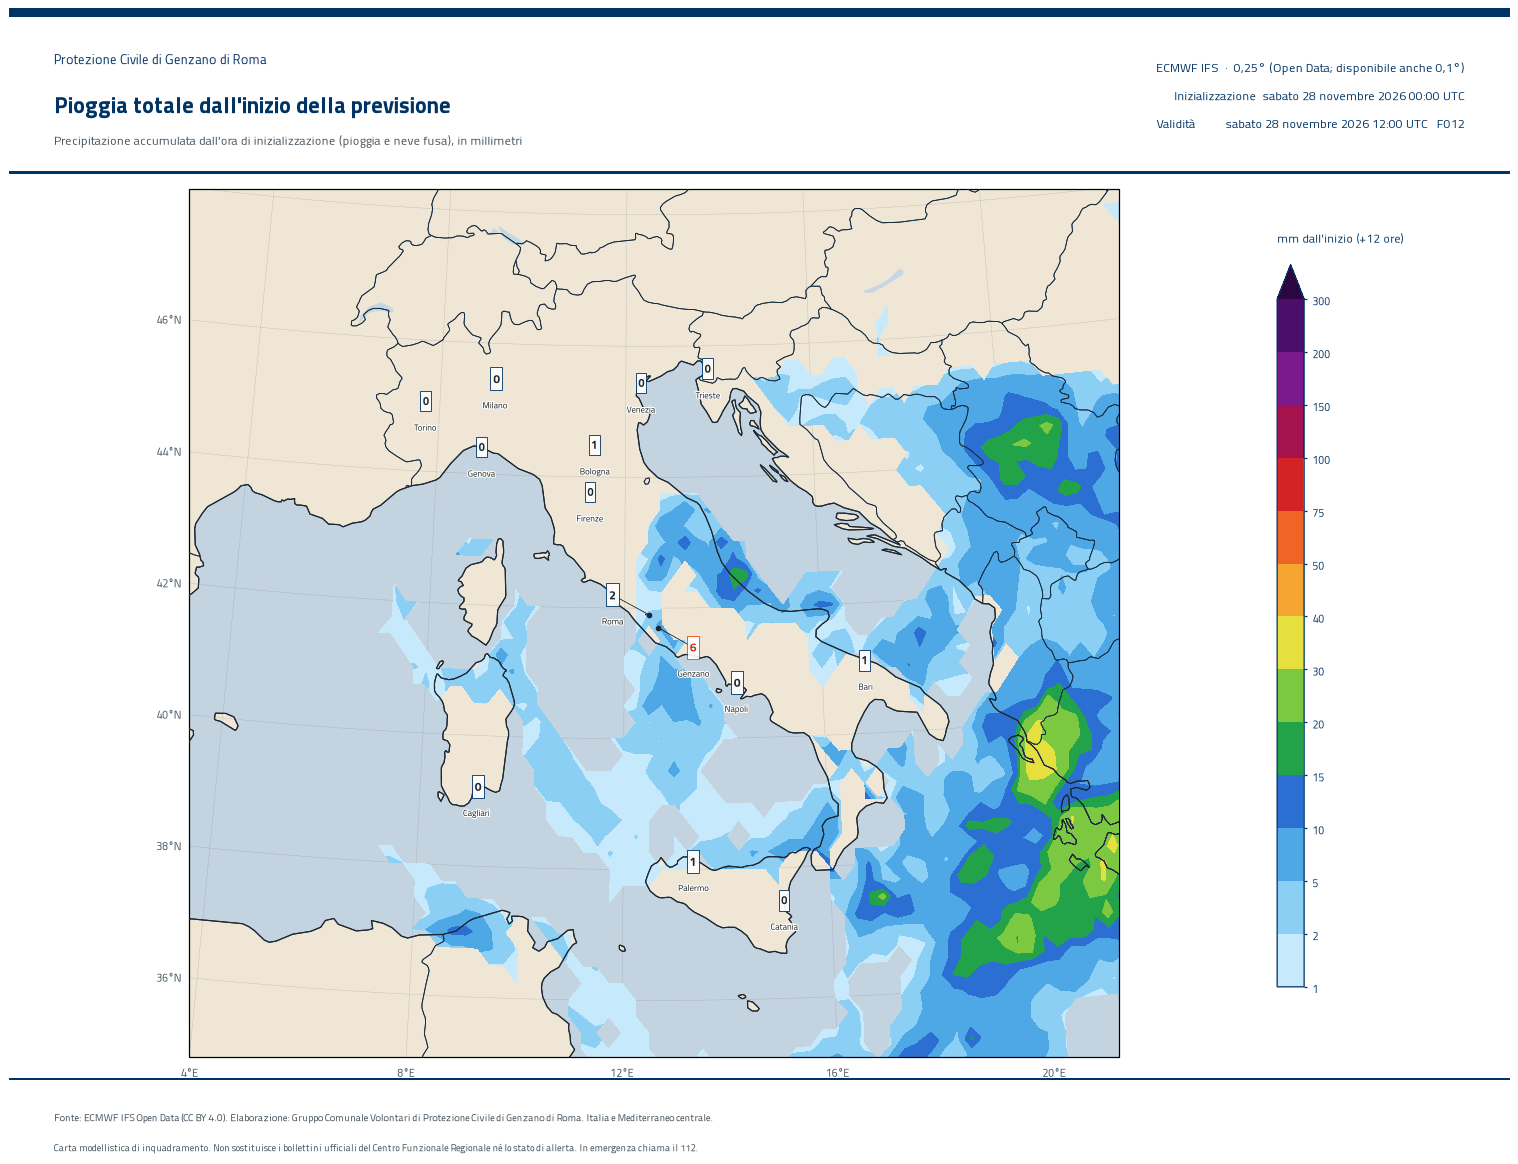 Protezione Civile di Genzano di Roma
Pioggia totale dall'inizio della previsione
Precipitazione accumulata dall'ora di inizializzazione (pioggia e neve fusa), in millimetri
ECMWF IFS · 0,25° (Open Data; disponibile anche 0,1°)
Inizializzazione sabato 28 novembre 2026 00:00 UTC
Validità sabato 28 novembre 2026 12:00 UTC F012
mm dall'inizio (+12 ore)
300
200
150
100
75
50
40
30
20
15
10
5
2
1
46°N
44°N
42°N
40°N
38°N
36°N
4°E
8°E
12°E
16°E
20°E
0
Trieste
0
Milano
0
Venezia
0
Torino
0
Genova
1
Bologna
0
Firenze
2
Roma
6
Genzano
1
Bari
0
Napoli
0
Cagliari
1
Palermo
0
Catania
Fonte: ECMWF IFS Open Data (CC BY 4.0). Elaborazione: Gruppo Comunale Volontari di Protezione Civile di Genzano di Roma. Italia e Mediterraneo centrale.
Carta modellistica di inquadramento. Non sostituisce i bollettini ufficiali del Centro Funzionale Regionale né lo stato di allerta. In emergenza chiama il 112.